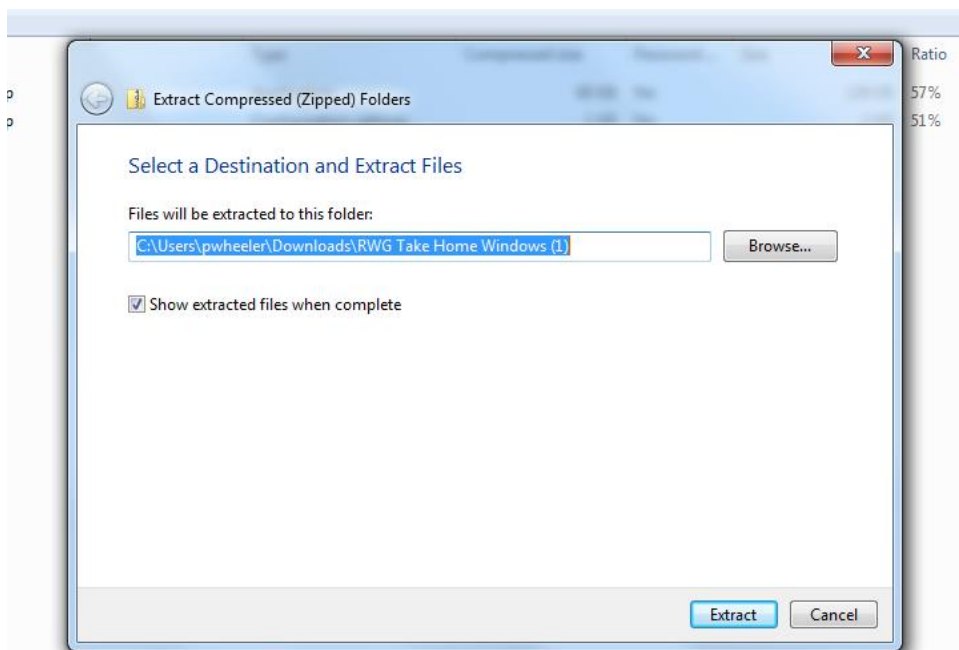 Ratio
Extract Compressed (Zipped) Folders
57%
51%
Select a Destination and Extract Files
Files will be extracted to this folder:
C:\Users\pwheeler\Downloads\RWG Take Home Windows (1)
Browse...
Show extracted files when complete
Extract
Cancel